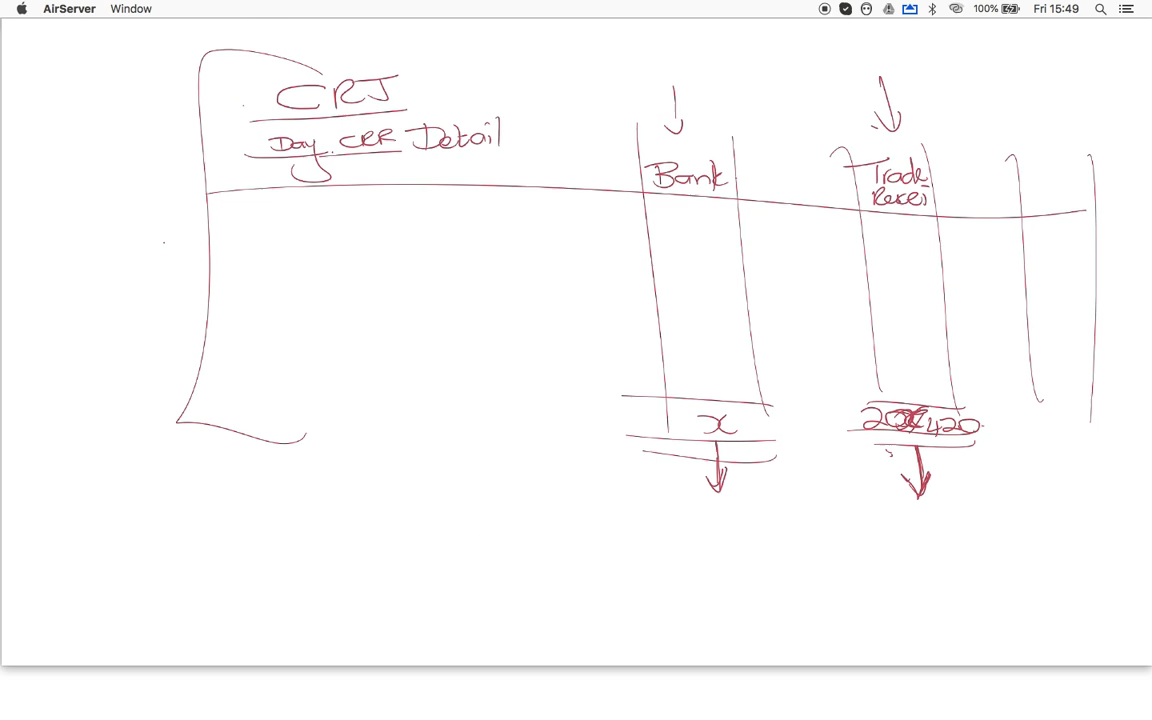 AirServer Window 100% Fri 15:49
CRJ
Day CRR Detail
Bank
Trade
Recei
x
420